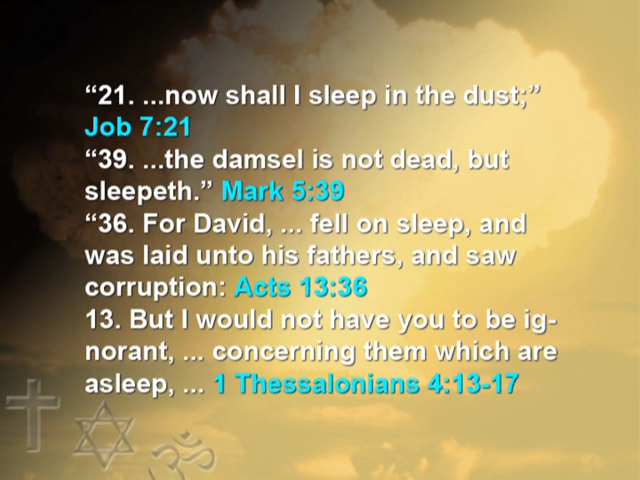 “21. ...now shall I sleep in the dust;”
Job 7:21
“39. ...the damsel is not dead, but
sleepeth.” Mark 5:39
“36. For David, ... fell on sleep, and
was laid unto his fathers, and saw
corruption: Acts 13:36
13. But I would not have you to be ig-
norant, ... concerning them which are
asleep, ... 1 Thessalonians 4:13-17
ॐ